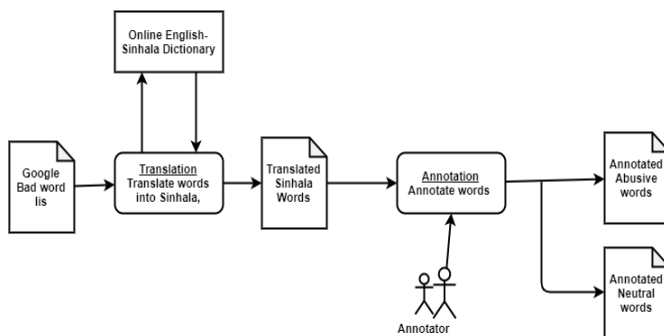 Online English-
Sinhala Dictionary
Google
Bad word
lis
Translation
Translate words
into Sinhala,
Translated
Sinhala
Words
Annotation
Annotate words
Annotated
Abusive
words
Annotated
Neutral
words
Annotator